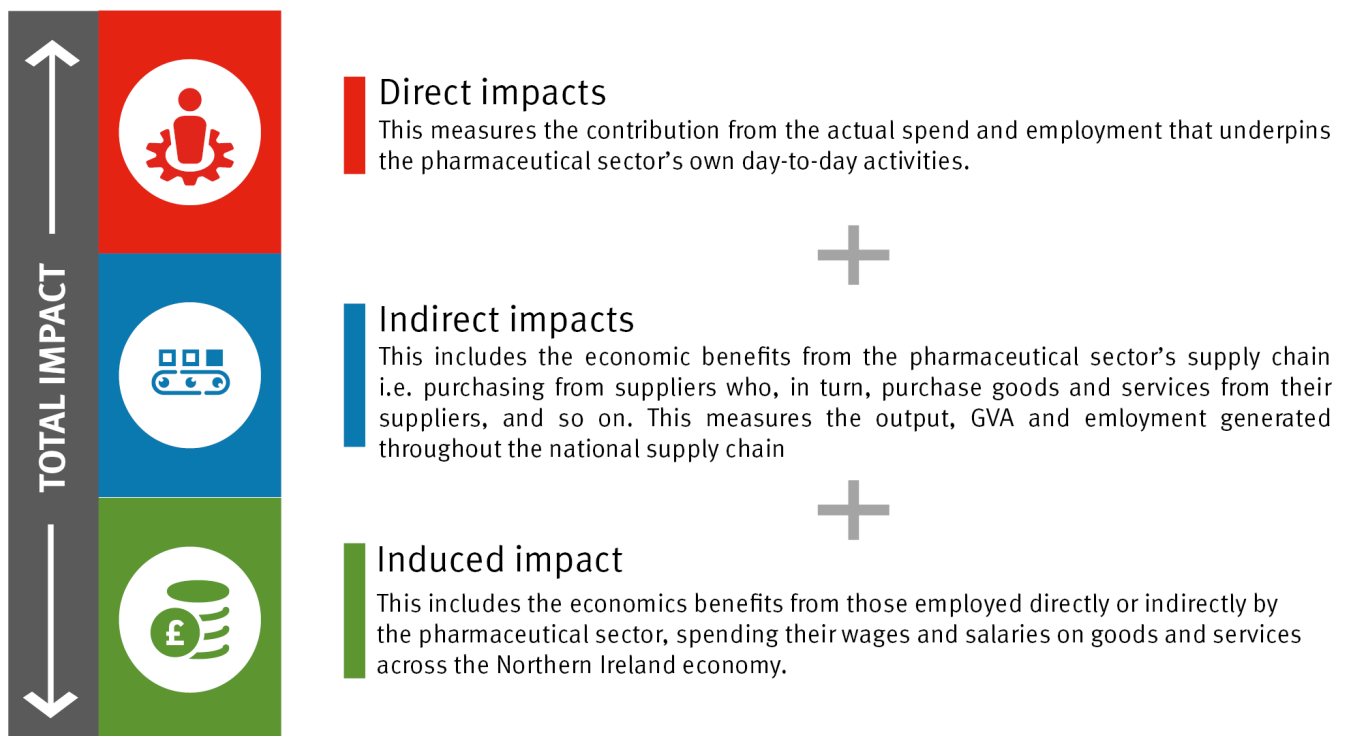 TOTAL IMPACT
Direct impacts
This measures the contribution from the actual spend and employment that underpins
the pharmaceutical sector's own day-to-day activities.
+
Indirect impacts
This includes the economic benefits from the pharmaceutical sector's supply chain
i.e. purchasing from suppliers who, in turn, purchase goods and services from their
suppliers, and so on. This measures the output, GVA and emloyment generated
throughout the national supply chain
+
Induced impact
This includes the economics benefits from those employed directly or indirectly by
the pharmaceutical sector, spending their wages and salaries on goods and services
across the Northern Ireland economy.
£